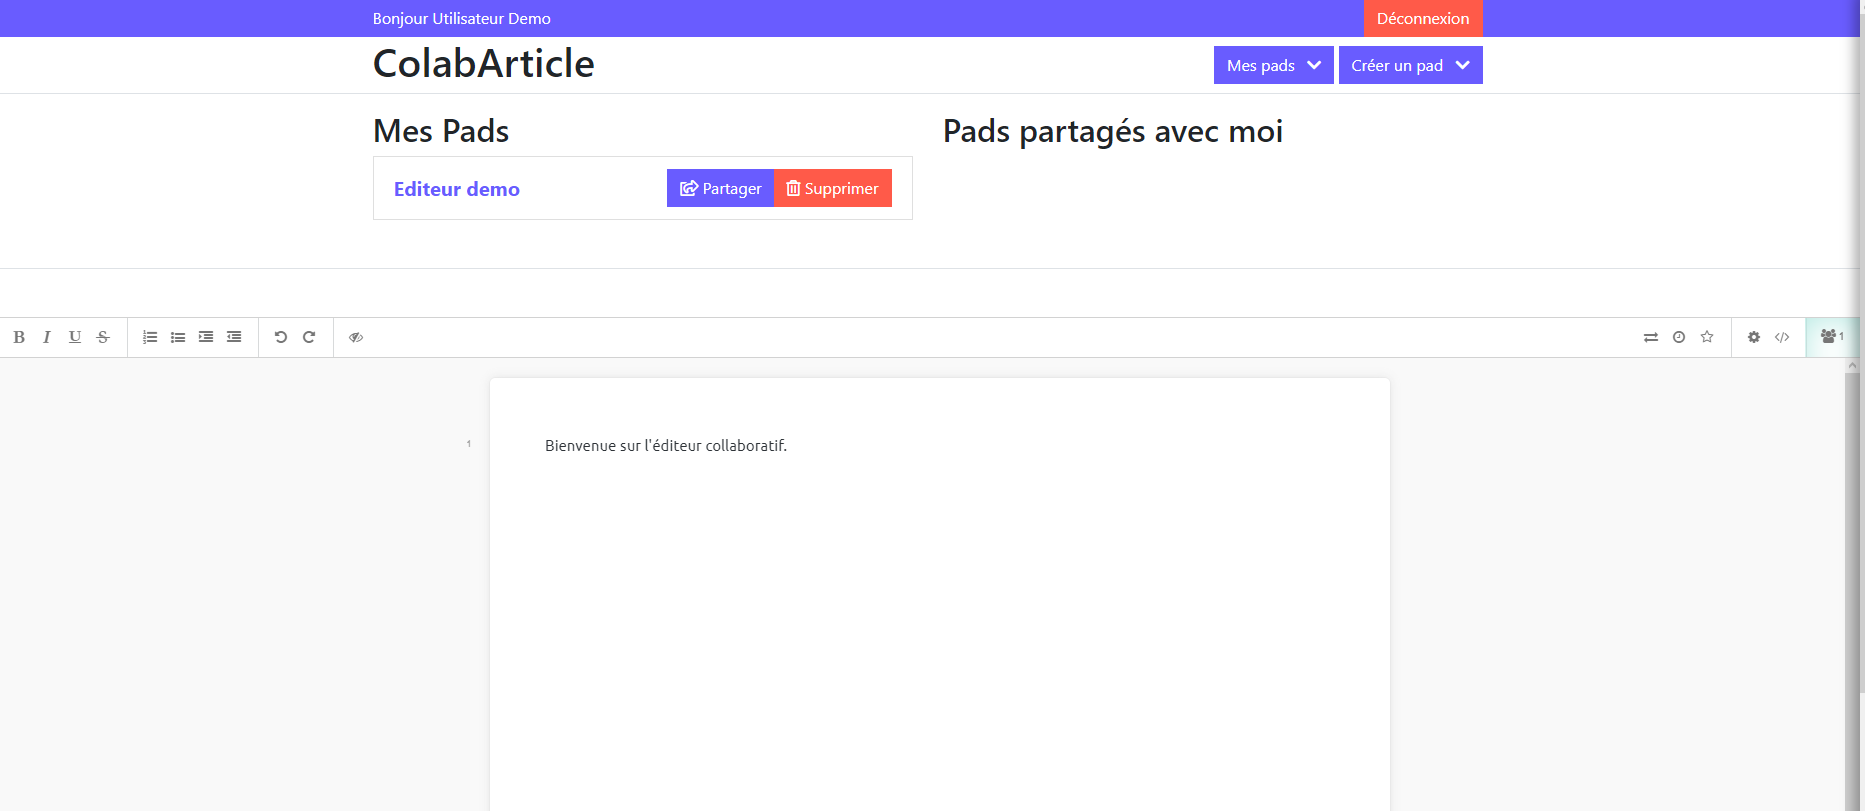 Bonjour Utilisateur Demo
Déconnexion
ColabArticle
Mes pads
Créer un pad
Mes Pads
Pads partagés avec moi
Editeur demo
Partager
Supprimer
B I U S
1
1
Bienvenue sur l'éditeur collaboratif.